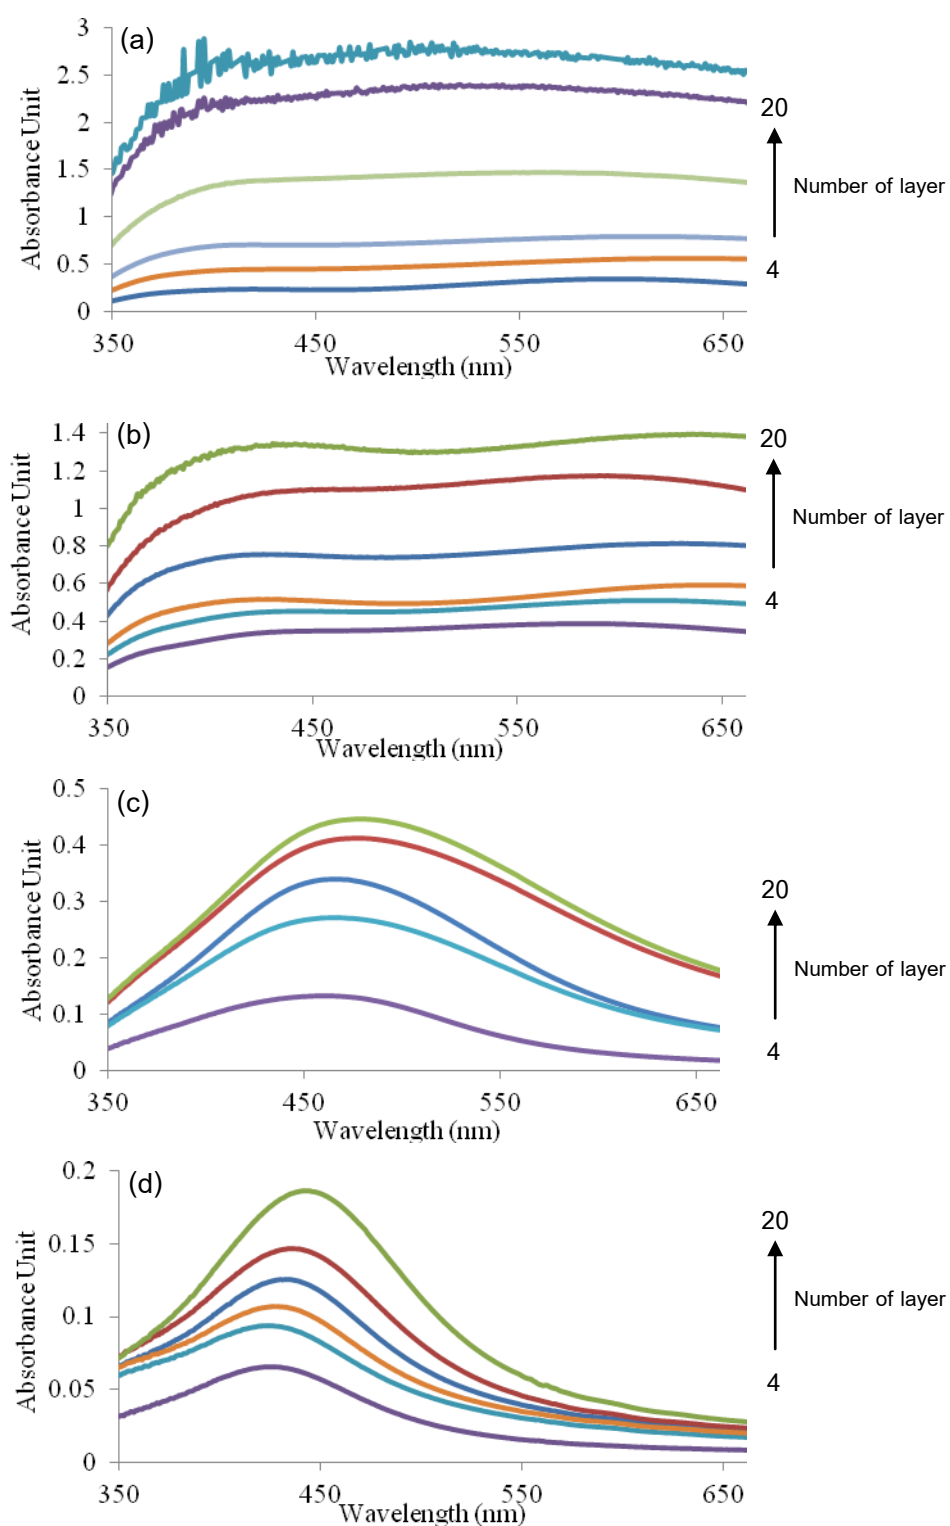 (a)
3
2.5
2
1.5
1
0.5
0
Absorbance Unit
350 450 550 650
Wavelength (nm)
20
Number of layer
4
(b)
1.4
1.2
1
0.8
0.6
0.4
0.2
0
Absorbance Unit
350 450 550 650
Wavelength (nm)
20
Number of layer
4
(c)
0.5
0.4
0.3
0.2
0.1
0
Absorbance Unit
350 450 550 650
Wavelength (nm)
20
Number of layer
4
(d)
0.2
0.15
0.1
0.05
0
Absorbance Unit
350 450 550 650
Wavelength (nm)
20
Number of layer
4